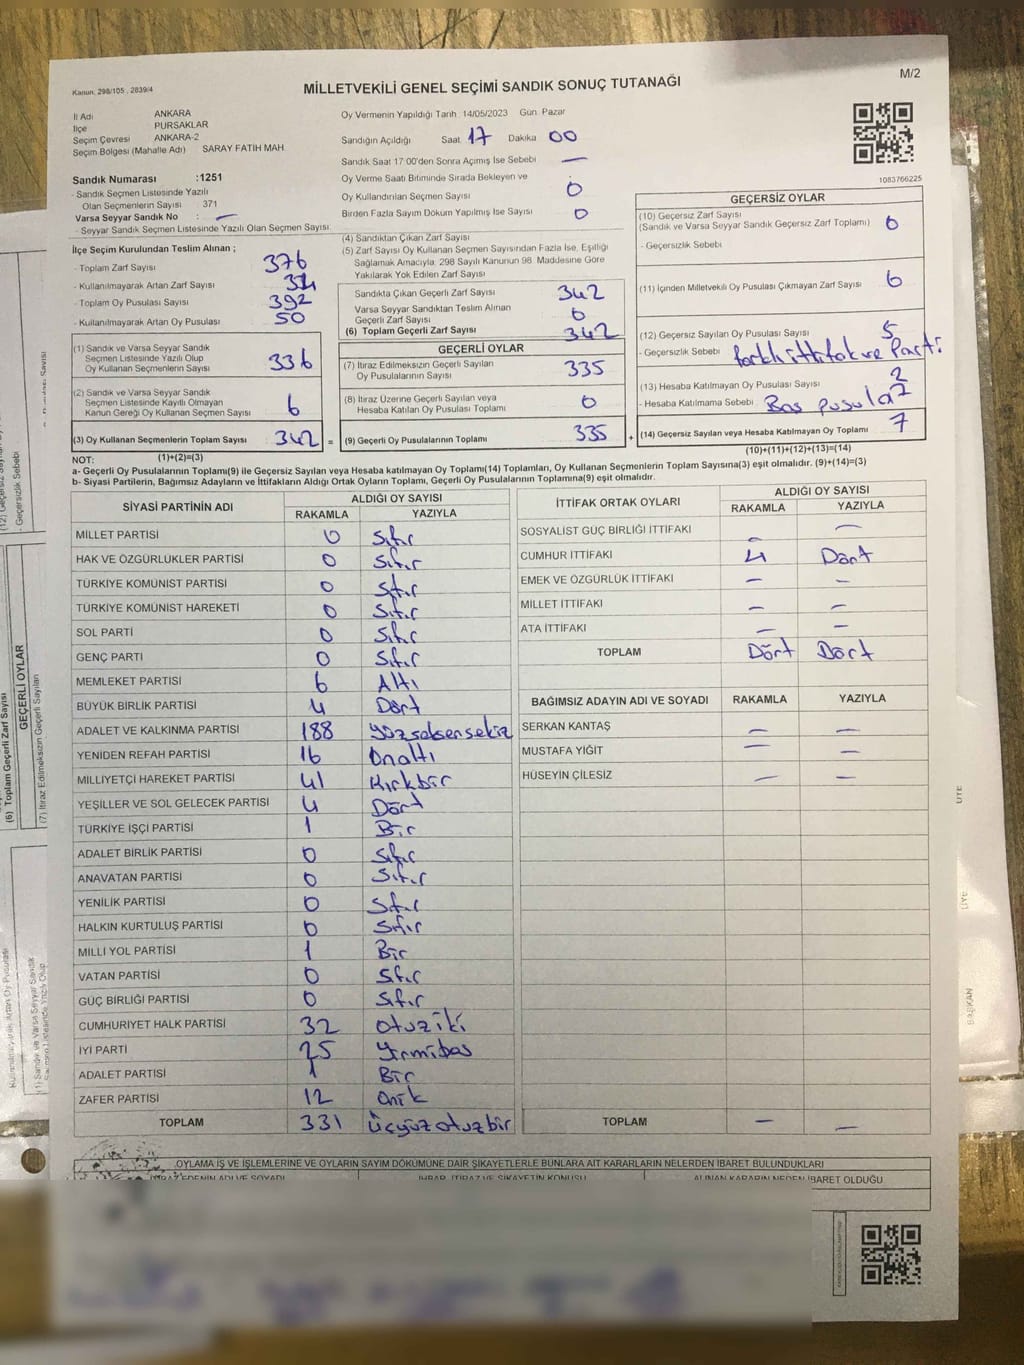 M/2
Kanun: 298/105, 2839/4
MİLLETVEKİLİ GENEL SEÇİMİ SANDIK SONUÇ TUTANAĞI
İl Adı ANKARA
İlçe PURSAKLAR
Seçim Çevresi ANKARA-2
Seçim Bölgesi (Mahalle Adı) SARAY FATİH MAH.
Sandık Numarası :1251
- Sandık Seçmen Listesinde Yazılı
Olan Seçmenlerin Sayısı 371
Varsa Seyyar Sandık No : –
- Seyyar Sandık Seçmen Listesinde Yazılı Olan Seçmen Sayısı
Oy Vermenin Yapıldığı Tarih : 14/05/2023 Gün: Pazar
Sandığın Açıldığı Saat 17 Dakika 00
Sandık Saat 17:00'den Sonra Açımış İse Sebebi –
Oy Verme Saati Bitiminde Sırada Bekleyen ve
Oy Kullandırılan Seçmen Sayısı 0
Birden Fazla Sayım Döküm Yapılmış İse Sayısı 0
1083766225
İlçe Seçim Kurulundan Teslim Alınan ;
- Toplam Zarf Sayısı 376
- Kullanılmayarak Artan Zarf Sayısı 34
- Toplam Oy Pusulası Sayısı 392
- Kullanılmayarak Artan Oy Pusulası 50
(1) Sandık ve Varsa Seyyar Sandık
Seçmen Listesinde Yazılı Olup
Oy Kullanan Seçmenlerin Sayısı 336
(2) Sandık ve Varsa Seyyar Sandık
Seçmen Listesinde Kayıtlı Olmayan
Kanun Gereği Oy Kullanan Seçmen Sayısı 6
(3) Oy Kullanan Seçmenlerin Toplam Sayısı 342 =
(1)+(2)=(3)
(4) Sandıktan Çıkan Zarf Sayısı
(5) Zarf Sayısı Oy Kullanan Seçmen Sayısından Fazla İse, Eşitliği
Sağlamak Amacıyla, 298 Sayılı Kanunun 98. Maddesine Göre
Yakılarak Yok Edilen Zarf Sayısı
Sandıkta Çıkan Geçerli Zarf Sayısı 342
Varsa Seyyar Sandıktan Teslim Alınan
Geçerli Zarf Sayısı 0
(6) Toplam Geçerli Zarf Sayısı 342
GEÇERLİ OYLAR
(7) İtiraz Edilmeksizin Geçerli Sayılan
Oy Pusulalarının Sayısı 335
(8) İtiraz Üzerine Geçerli Sayılan veya
Hesaba Katılan Oy Pusulası Toplamı 0
(9) Geçerli Oy Pusulalarının Toplamı 335 +
GEÇERSİZ OYLAR
(10) Geçersiz Zarf Sayısı
(Sandık ve Varsa Seyyar Sandık Geçersiz Zarf Toplamı) 0
- Geçersizlik Sebebi
(11) İçinden Milletvekili Oy Pusulası Çıkmayan Zarf Sayısı 0
(12) Geçersiz Sayılan Oy Pusulası Sayısı 5
- Geçersizlik Sebebi farklı ittifak ve Parti
(13) Hesaba Katılmayan Oy Pusulası Sayısı 2
- Hesaba Katılmama Sebebi Boş pusula 2
(14) Geçersiz Sayılan veya Hesaba Katılmayan Oy Toplamı 7
(10)+(11)+(12)+(13)=(14)
NOT:
a- Geçerli Oy Pusulalarının Toplamı(9) ile Geçersiz Sayılan veya Hesaba katılmayan Oy Toplamı(14) Toplamları, Oy Kullanan Seçmenlerin Toplam Sayısına(3) eşit olmalıdır. (9)+(14)=(3)
b- Siyasi Partilerin, Bağımsız Adayların ve İttifakların Aldığı Ortak Oyların Toplamı, Geçerli Oy Pusulalarının Toplamına(9) eşit olmalıdır.
SİYASİ PARTİNİN ADI ALDIĞI OY SAYISI
RAKAMLA YAZIYLA
MİLLET PARTİSİ 0 Sıfır
HAK VE ÖZGÜRLÜKLER PARTİSİ 0 Sıfır
TÜRKİYE KOMÜNİST PARTİSİ 0 Sıfır
TÜRKİYE KOMÜNİST HAREKETİ 0 Sıfır
SOL PARTİ 0 Sıfır
GENÇ PARTİ 0 Sıfır
MEMLEKET PARTİSİ 6 Altı
BÜYÜK BİRLİK PARTİSİ 4 Dört
ADALET VE KALKINMA PARTİSİ 188 Yüzseksensekiz
YENİDEN REFAH PARTİSİ 16 Onaltı
MİLLİYETÇİ HAREKET PARTİSİ 41 Kırkbir
YEŞİLLER VE SOL GELECEK PARTİSİ 4 Dört
TÜRKİYE İŞÇİ PARTİSİ 1 Bir
ADALET BİRLİK PARTİSİ 0 Sıfır
ANAVATAN PARTİSİ 0 Sıfır
YENİLİK PARTİSİ 0 Sıfır
HALKIN KURTULUŞ PARTİSİ 0 Sıfır
MİLLİ YOL PARTİSİ 1 Bir
VATAN PARTİSİ 0 Sıfır
GÜÇ BİRLİĞİ PARTİSİ 0 Sıfır
CUMHURİYET HALK PARTİSİ 32 Otuziki
İYİ PARTİ 25 Yirmibeş
ADALET PARTİSİ 1 Bir
ZAFER PARTİSİ 12 Onik
TOPLAM 331 Üçyüzotuzbir
İTTİFAK ORTAK OYLARI ALDIĞI OY SAYISI
RAKAMLA YAZIYLA
SOSYALİST GÜÇ BİRLİĞİ İTTİFAKI – –
CUMHUR İTTİFAKI 4 Dört
EMEK VE ÖZGÜRLÜK İTTİFAKI – –
MİLLET İTTİFAKI – –
ATA İTTİFAKI – –
TOPLAM Dört Dört
BAĞIMSIZ ADAYIN ADI VE SOYADI RAKAMLA YAZIYLA
SERKAN KANTAŞ – –
MUSTAFA YİĞİT – –
HÜSEYİN ÇİLESİZ – –
TOPLAM – –
OYLAMA İŞ VE İŞLEMLERİNE VE OYLARIN SAYIM DÖKÜMÜNE DAİR ŞİKAYETLERLE BUNLARA AİT KARARLARIN NELERDEN İBARET BULUNDUKLARI
İTİRAZ EDENİN ADI VE SOYADI İHBAR, İTİRAZ VE ŞİKAYETİN KONUSU ALINAN KARARIN NEDEN İBARET OLDUĞU
(12) Geçersiz
- Geçersizlik Sebebi
(6) Toplam Geçerli Zarf Sayısı
GEÇERLİ OYLAR
(7) İtiraz Edilmeksizin Geçerli Sayılan
ÜYE
ÜYE
BAŞKAN